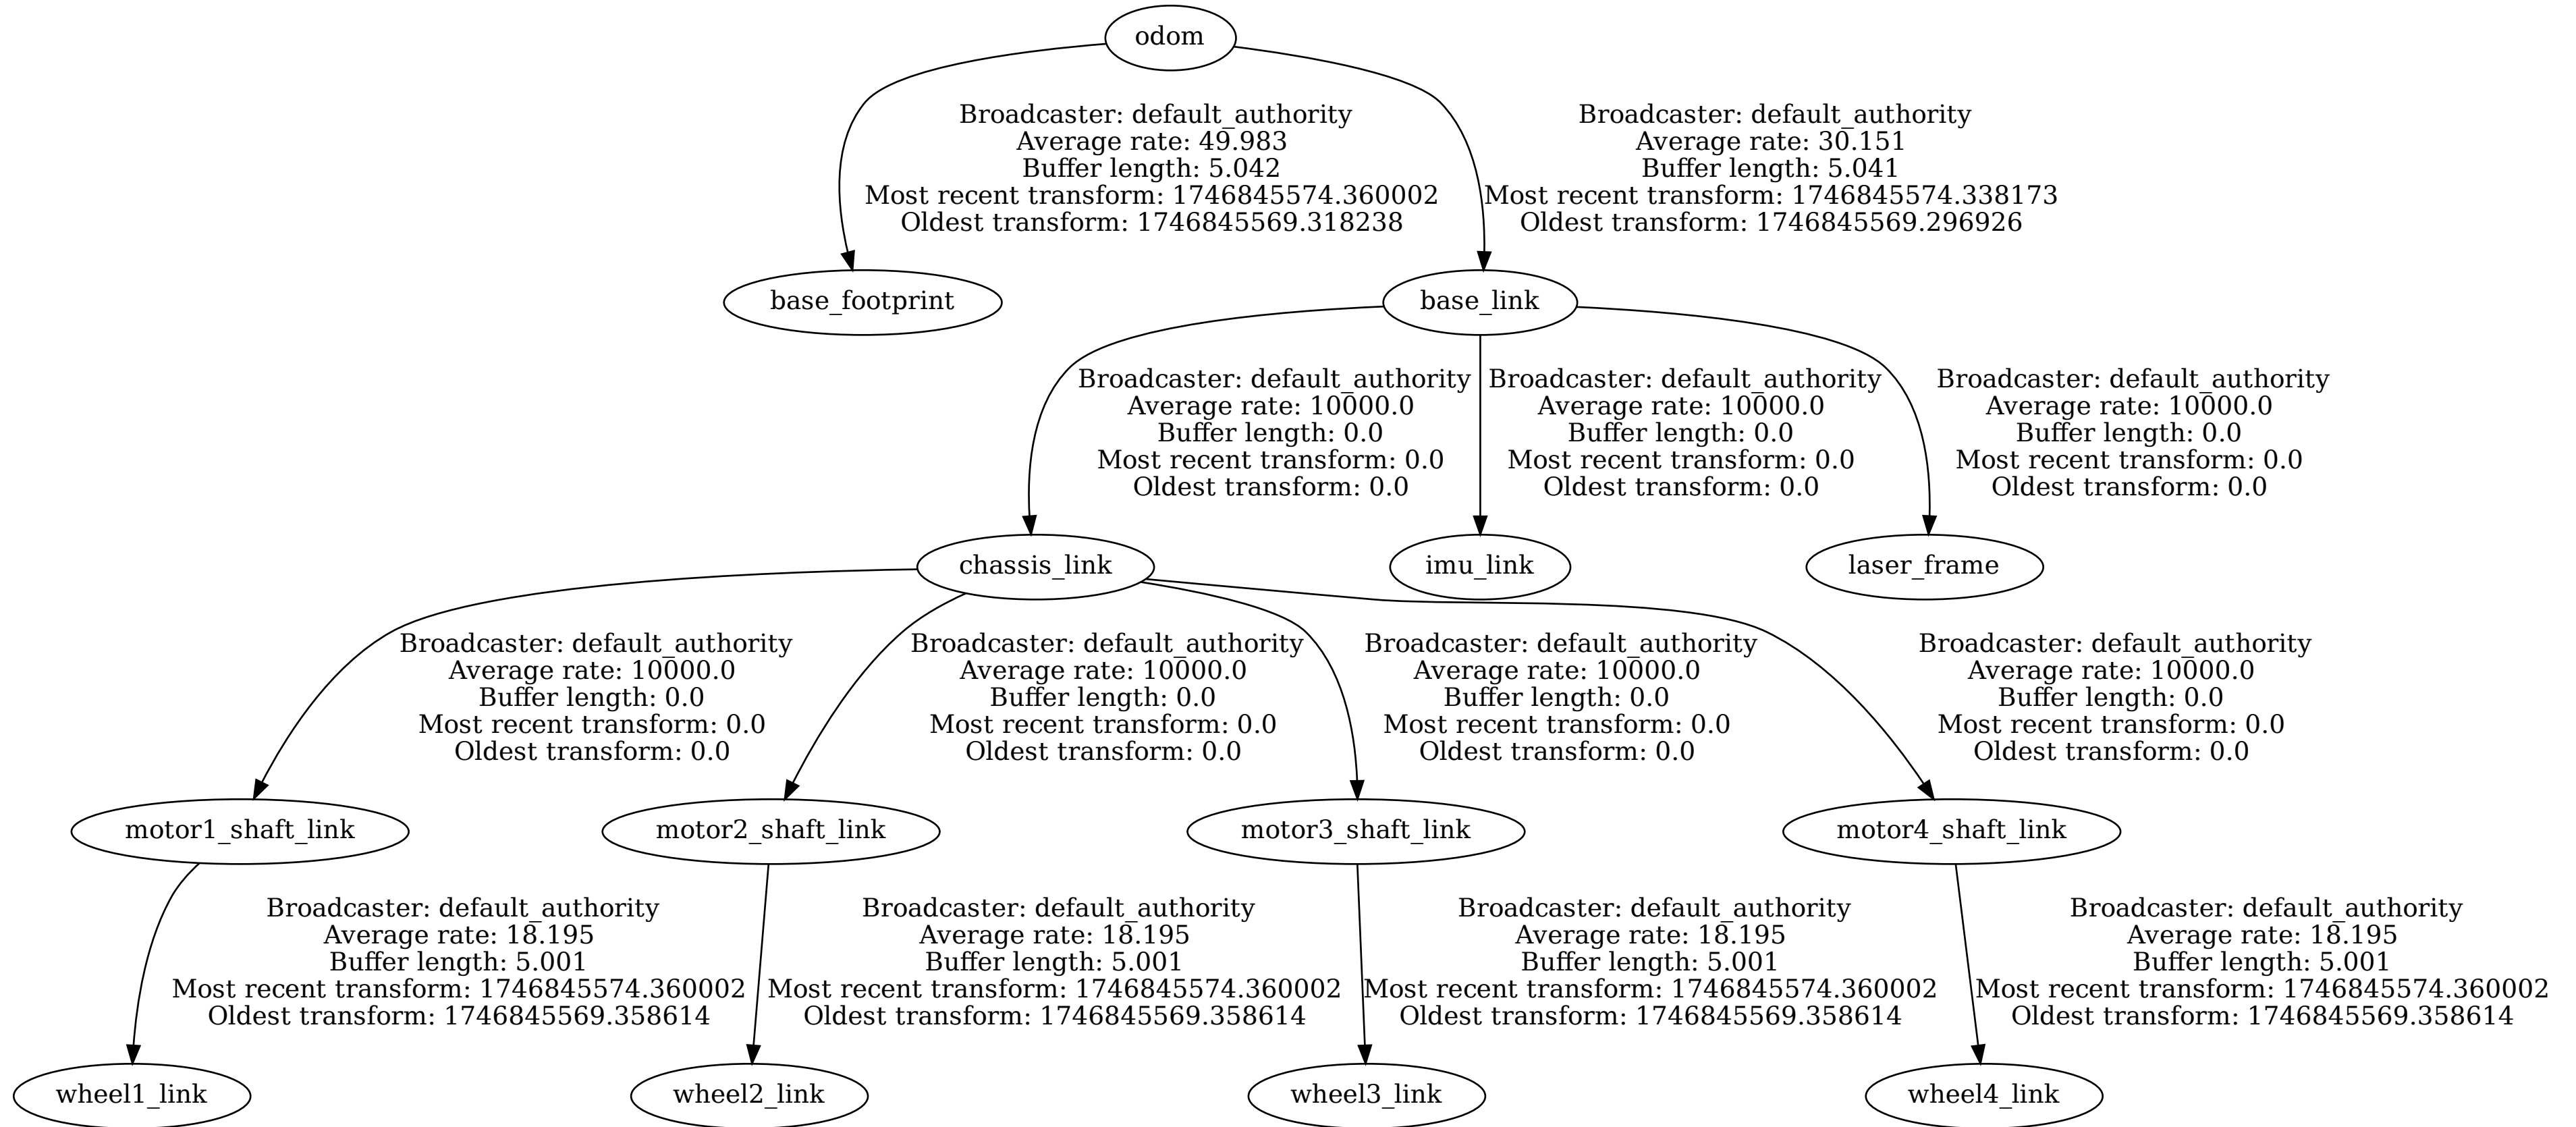 odom
Broadcaster: default_authority
Average rate: 49.983
Buffer length: 5.042
Most recent transform: 1746845574.360002
Oldest transform: 1746845569.318238
Broadcaster: default_authority
Average rate: 30.151
Buffer length: 5.041
Most recent transform: 1746845574.338173
Oldest transform: 1746845569.296926
base_footprint
base_link
Broadcaster: default_authority
Average rate: 10000.0
Buffer length: 0.0
Most recent transform: 0.0
Oldest transform: 0.0
Broadcaster: default_authority
Average rate: 10000.0
Buffer length: 0.0
Most recent transform: 0.0
Oldest transform: 0.0
Broadcaster: default_authority
Average rate: 10000.0
Buffer length: 0.0
Most recent transform: 0.0
Oldest transform: 0.0
chassis_link
imu_link
laser_frame
Broadcaster: default_authority
Average rate: 10000.0
Buffer length: 0.0
Most recent transform: 0.0
Oldest transform: 0.0
Broadcaster: default_authority
Average rate: 10000.0
Buffer length: 0.0
Most recent transform: 0.0
Oldest transform: 0.0
Broadcaster: default_authority
Average rate: 10000.0
Buffer length: 0.0
Most recent transform: 0.0
Oldest transform: 0.0
Broadcaster: default_authority
Average rate: 10000.0
Buffer length: 0.0
Most recent transform: 0.0
Oldest transform: 0.0
motor1_shaft_link
motor2_shaft_link
motor3_shaft_link
motor4_shaft_link
Broadcaster: default_authority
Average rate: 18.195
Buffer length: 5.001
Most recent transform: 1746845574.360002
Oldest transform: 1746845569.358614
Broadcaster: default_authority
Average rate: 18.195
Buffer length: 5.001
Most recent transform: 1746845574.360002
Oldest transform: 1746845569.358614
Broadcaster: default_authority
Average rate: 18.195
Buffer length: 5.001
Most recent transform: 1746845574.360002
Oldest transform: 1746845569.358614
Broadcaster: default_authority
Average rate: 18.195
Buffer length: 5.001
Most recent transform: 1746845574.360002
Oldest transform: 1746845569.358614
wheel1_link
wheel2_link
wheel3_link
wheel4_link